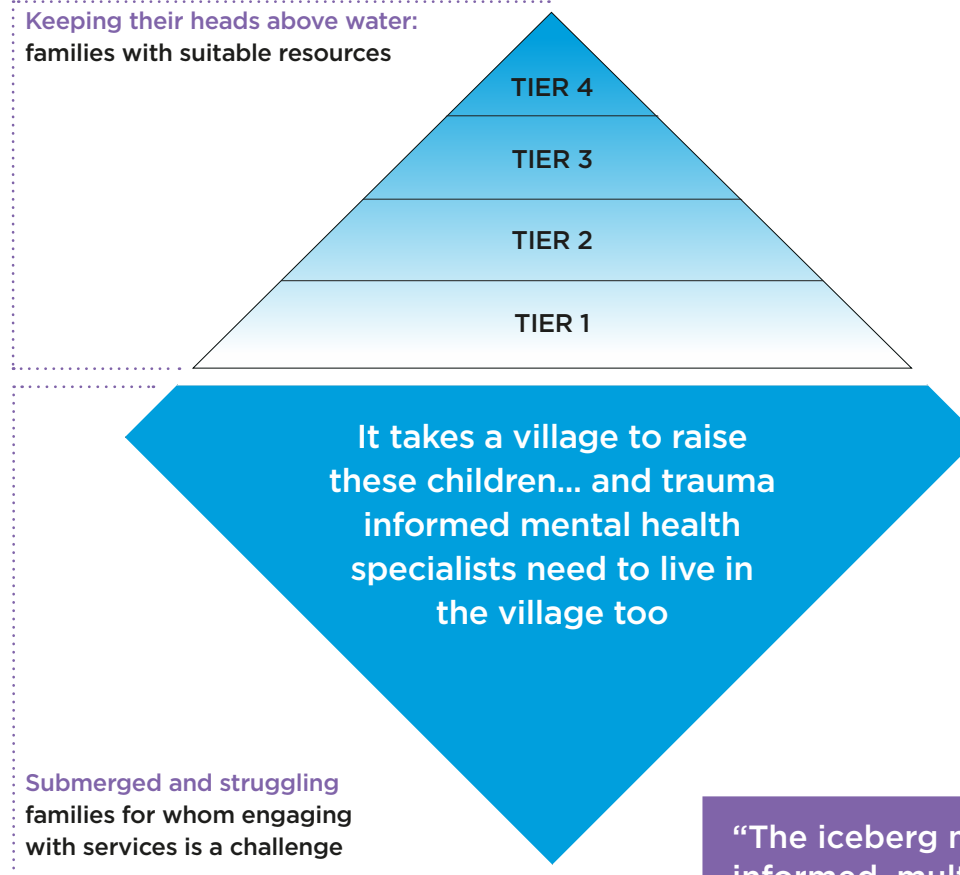 Keeping their heads above water:
families with suitable resources
TIER 4
TIER 3
TIER 2
TIER 1
It takes a village to raise
these children... and trauma
informed mental health
specialists need to live in
the village too
Submerged and struggling
families for whom engaging
with services is a challenge
“The iceberg